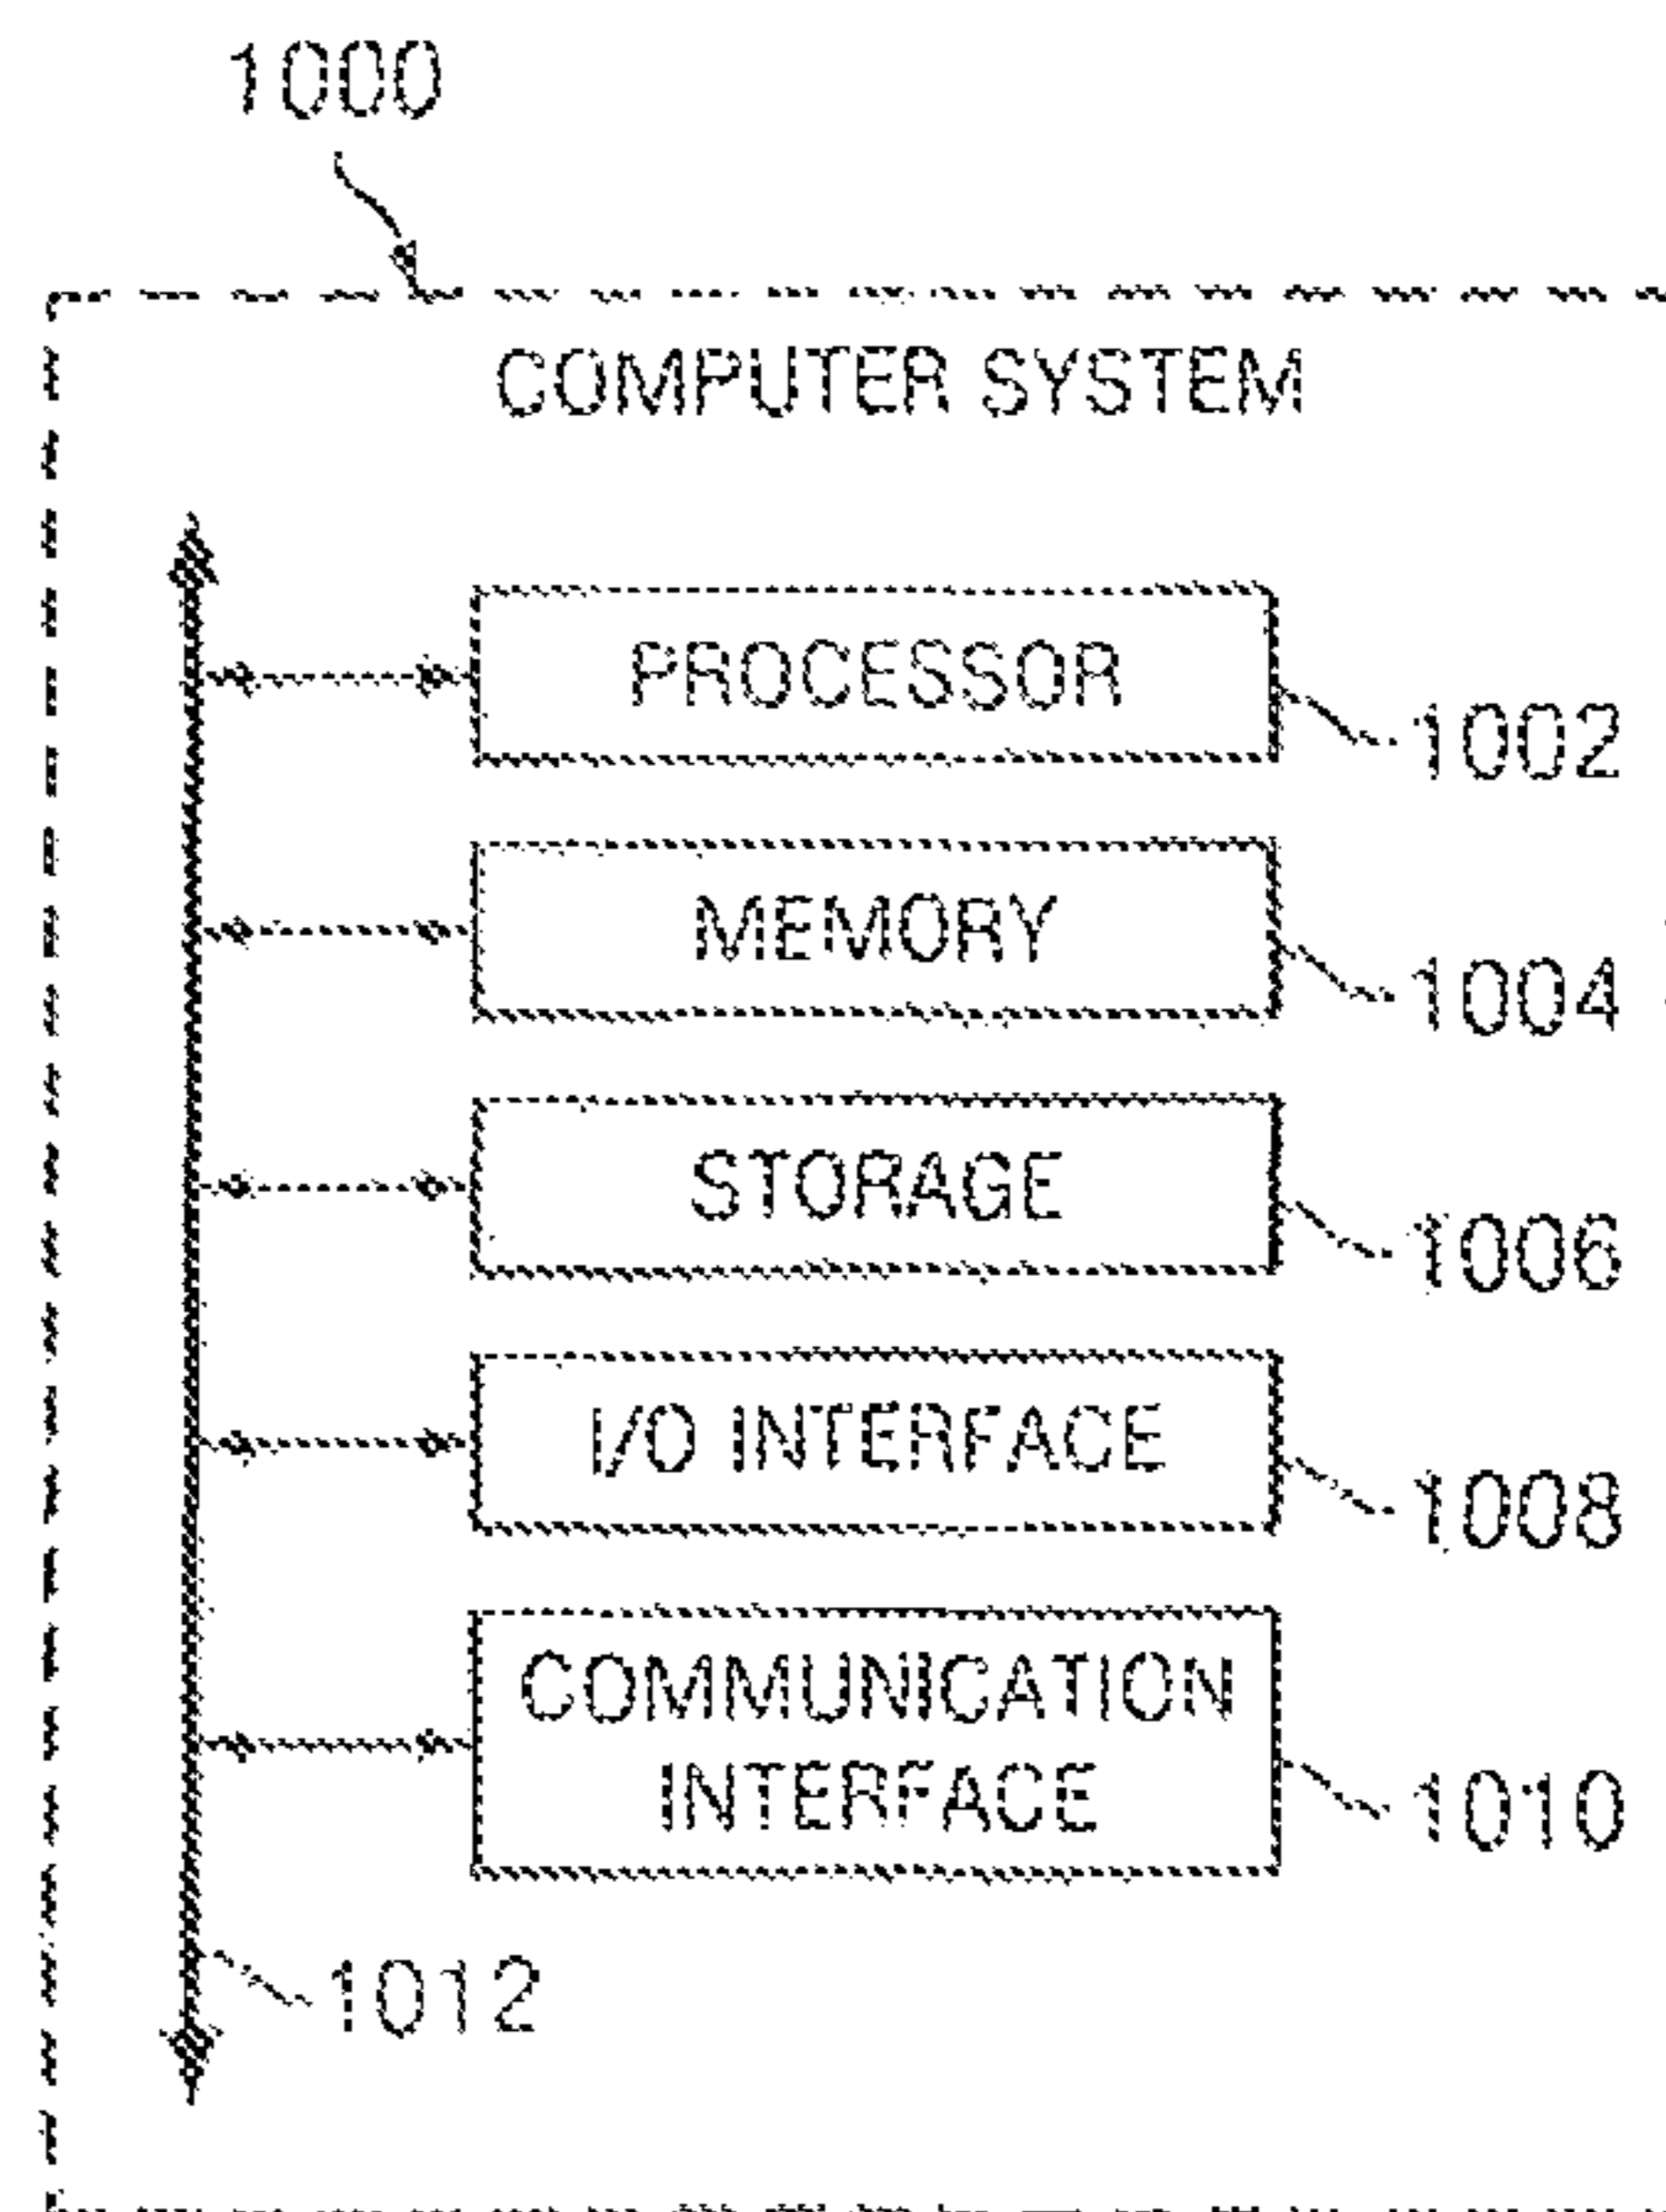 1000
COMPUTER SYSTEM
PROCESSOR
1002
MEMORY
1004
STORAGE
1006
I/O INTERFACE
1008
COMMUNICATION
INTERFACE
1010
1012